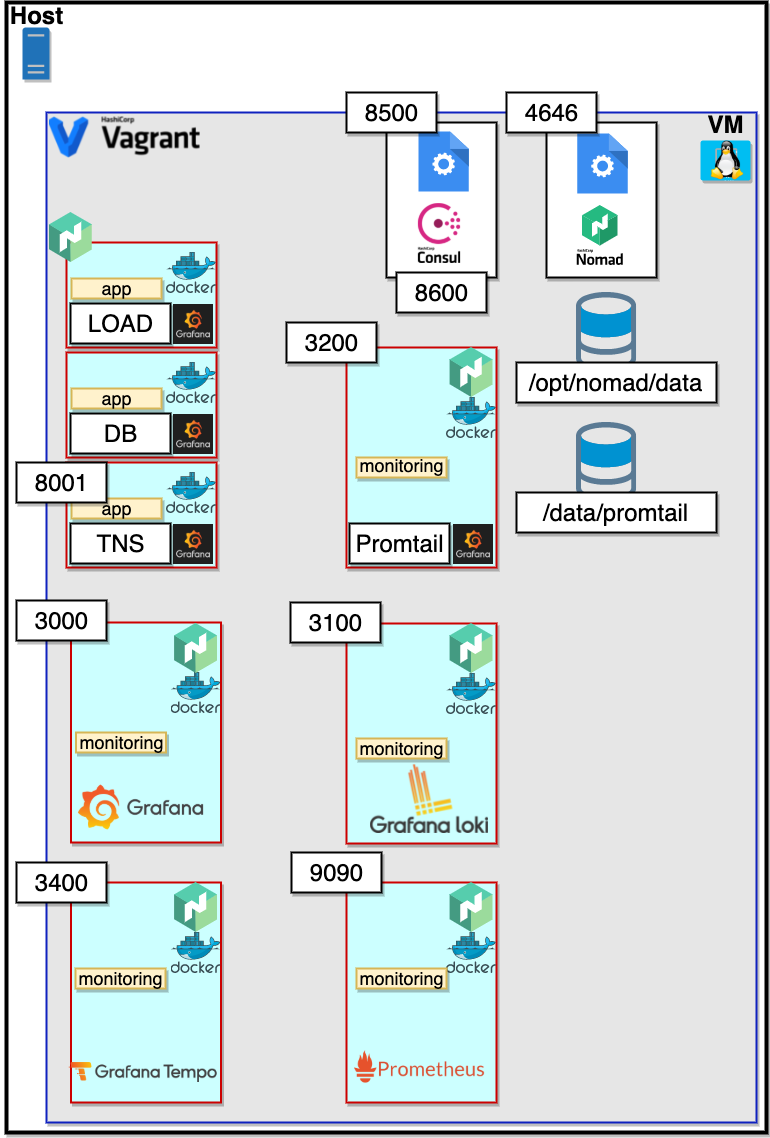 Host
8500
4646
HashiCorp
Vagrant
VM
HashiCorp
Consul
HashiCorp
Nomad
8600
docker
app
LOAD
Grafana
docker
app
DB
Grafana
8001
docker
app
TNS
Grafana
3200
docker
monitoring
Promtail
Grafana
/opt/nomad/data
/data/promtail
3000
docker
monitoring
Grafana
3100
docker
monitoring
Grafana loki
3400
docker
monitoring
Grafana Tempo
9090
docker
monitoring
Prometheus